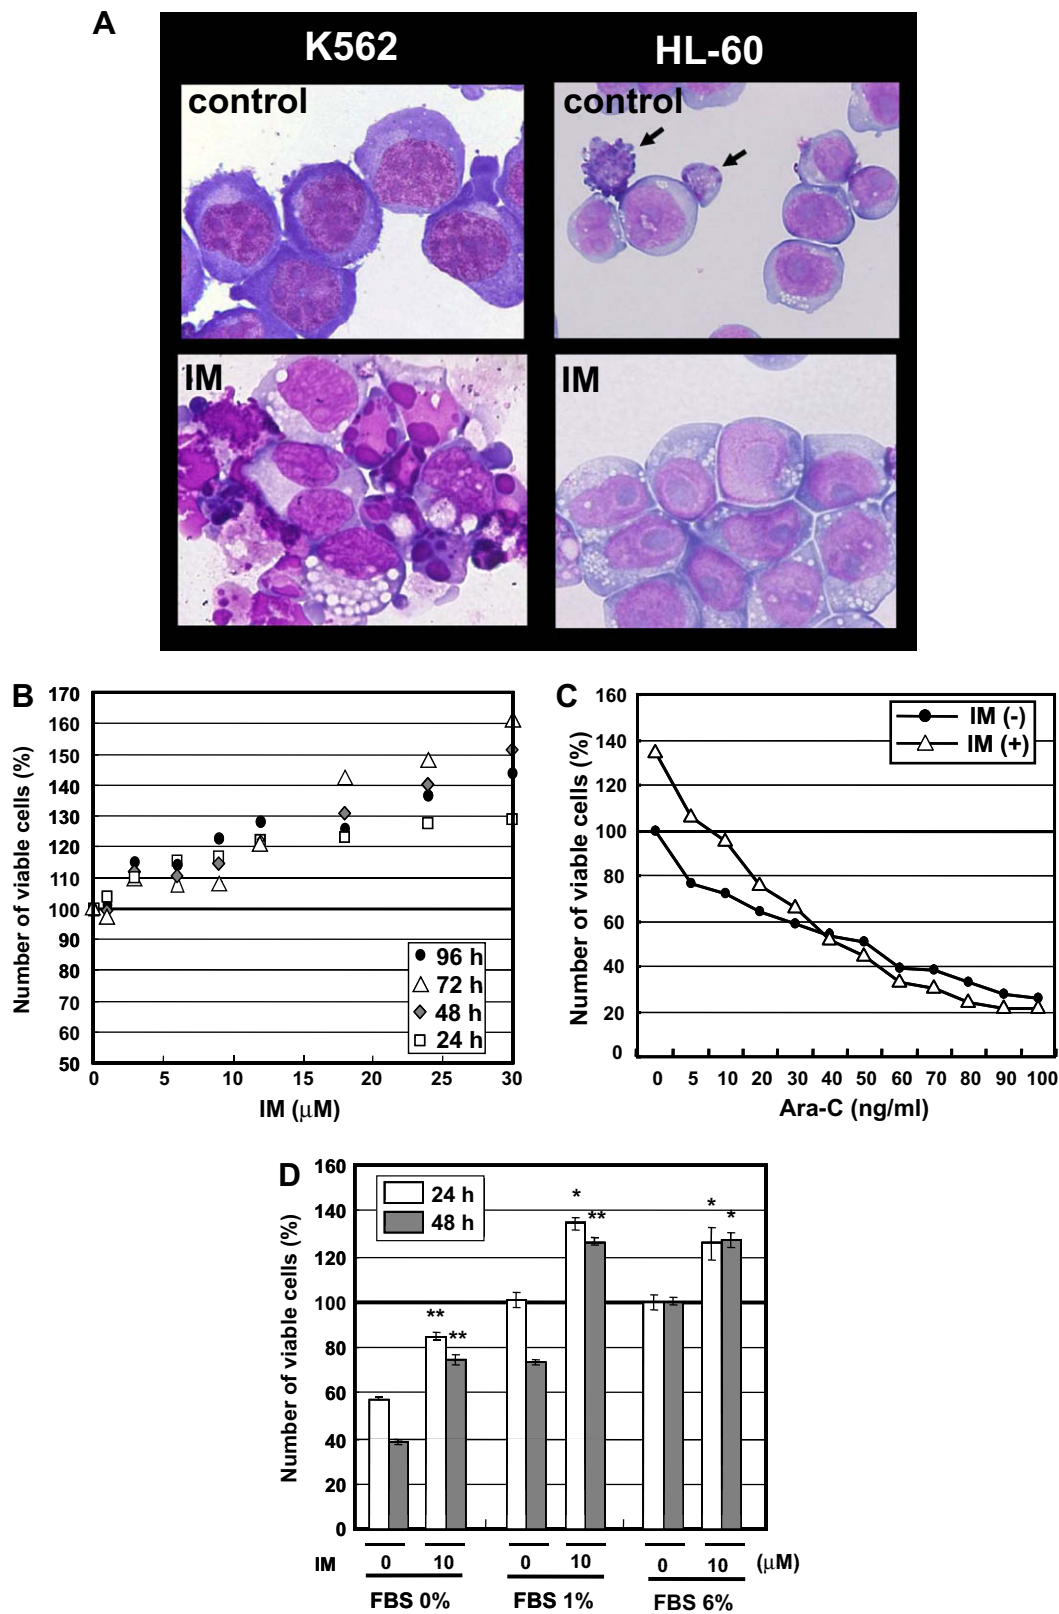 A
K562
HL-60
control
control
IM
IM
B
170
160
150
140
130
120
110
100
90
80
70
60
50
Number of viable cells (%)
96 h
72 h
48 h
24 h
0 5 10 15 20 25 30
IM (μM)
C
160
140
120
100
80
60
40
20
0
Number of viable cells (%)
IM (-)
IM (+)
0 5 10 20 30 40 50 60 70 80 90 100
Ara-C (ng/ml)
D
160
140
120
100
80
60
40
20
0
Number of viable cells (%)
24 h
48 h
** ** * ** * *
IM 0 10 0 10 0 10 (μM)
FBS 0% FBS 1% FBS 6%